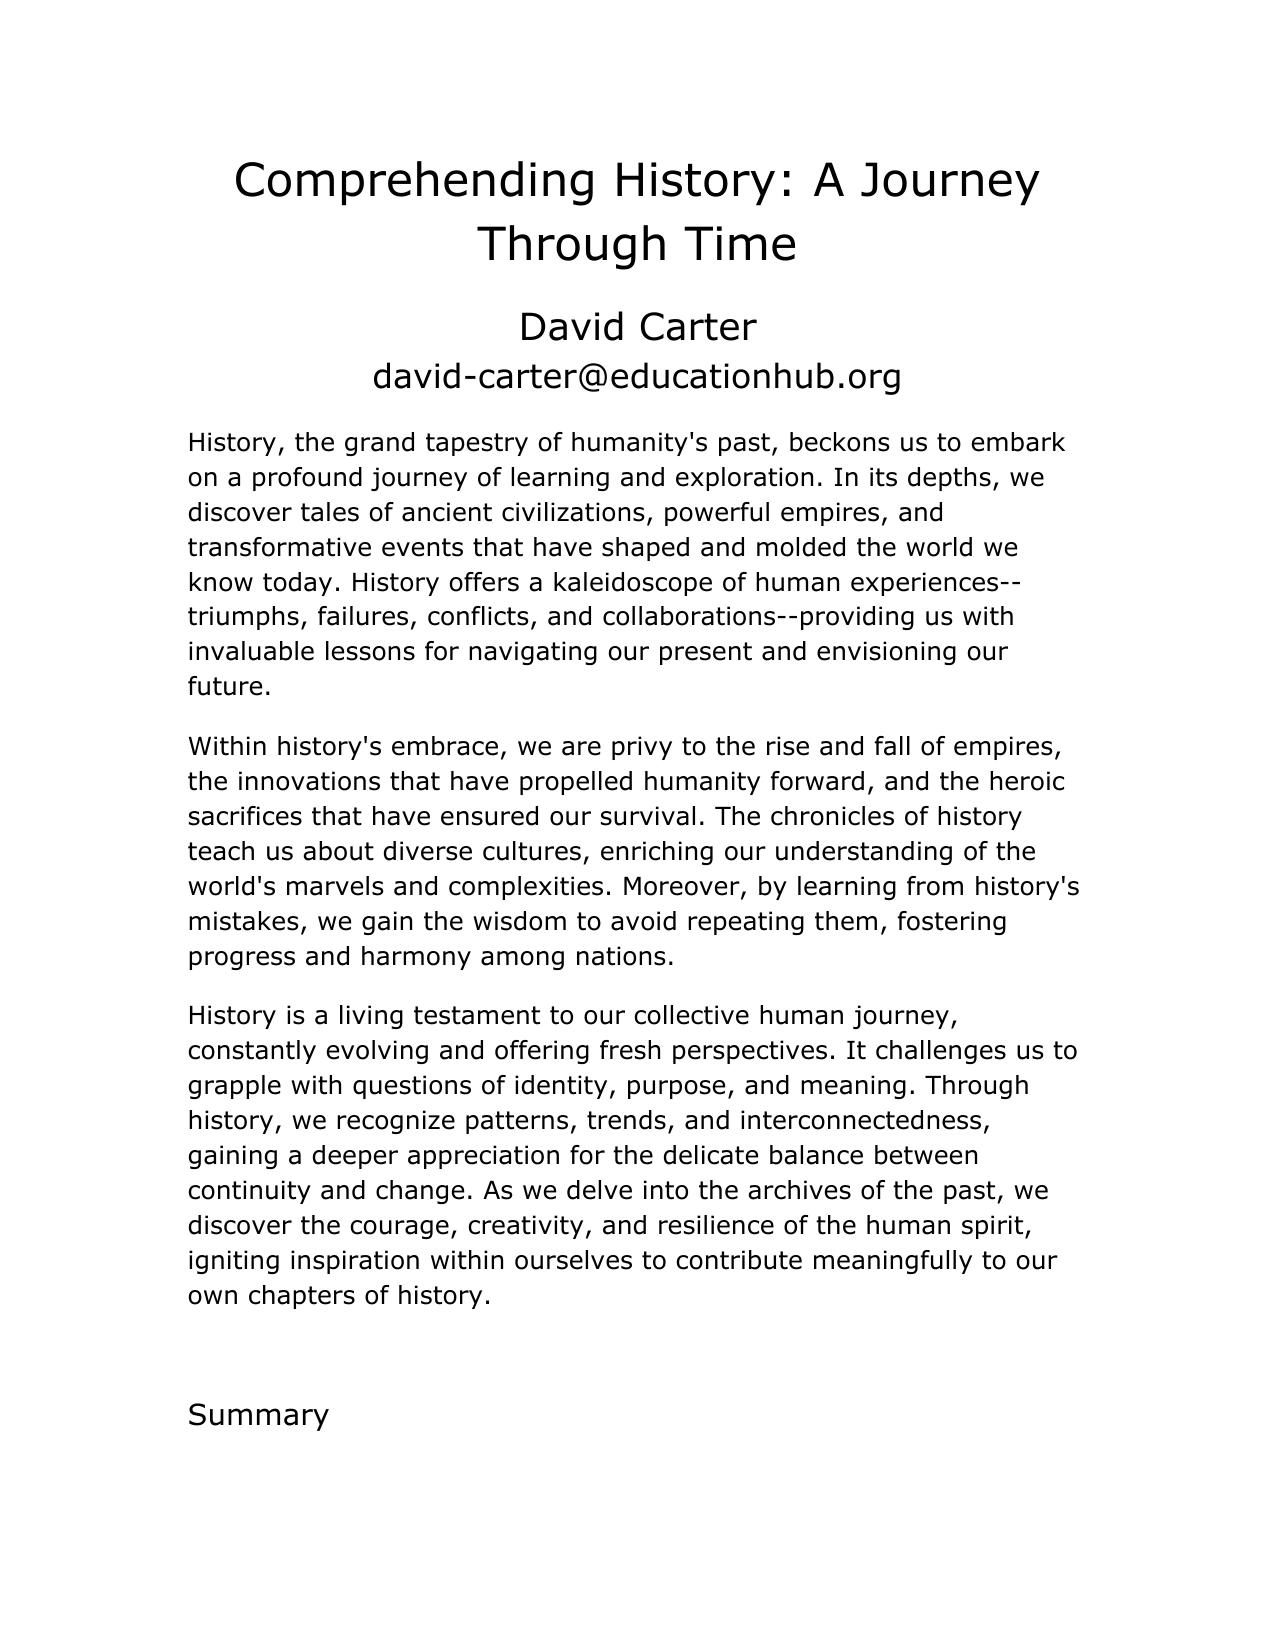 Comprehending History: A Journey
Through Time
David Carter
david-carter@educationhub.org
History, the grand tapestry of humanity's past, beckons us to embark
on a profound journey of learning and exploration. In its depths, we
discover tales of ancient civilizations, powerful empires, and
transformative events that have shaped and molded the world we
know today. History offers a kaleidoscope of human experiences--
triumphs, failures, conflicts, and collaborations--providing us with
invaluable lessons for navigating our present and envisioning our
future.
Within history's embrace, we are privy to the rise and fall of empires,
the innovations that have propelled humanity forward, and the heroic
sacrifices that have ensured our survival. The chronicles of history
teach us about diverse cultures, enriching our understanding of the
world's marvels and complexities. Moreover, by learning from history's
mistakes, we gain the wisdom to avoid repeating them, fostering
progress and harmony among nations.
History is a living testament to our collective human journey,
constantly evolving and offering fresh perspectives. It challenges us to
grapple with questions of identity, purpose, and meaning. Through
history, we recognize patterns, trends, and interconnectedness,
gaining a deeper appreciation for the delicate balance between
continuity and change. As we delve into the archives of the past, we
discover the courage, creativity, and resilience of the human spirit,
igniting inspiration within ourselves to contribute meaningfully to our
own chapters of history.
Summary